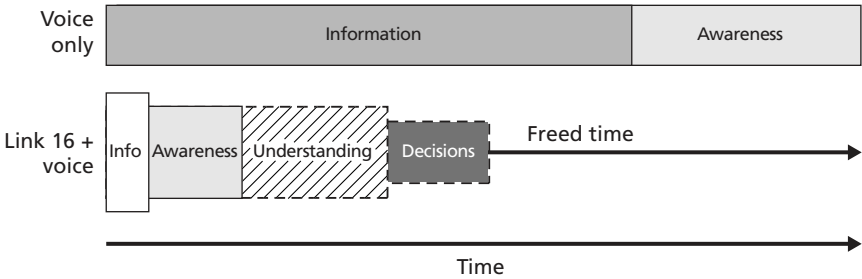 Voice
only
Information
Awareness
Link 16 +
voice
Info
Awareness
Understanding
Decisions
Freed time
Time